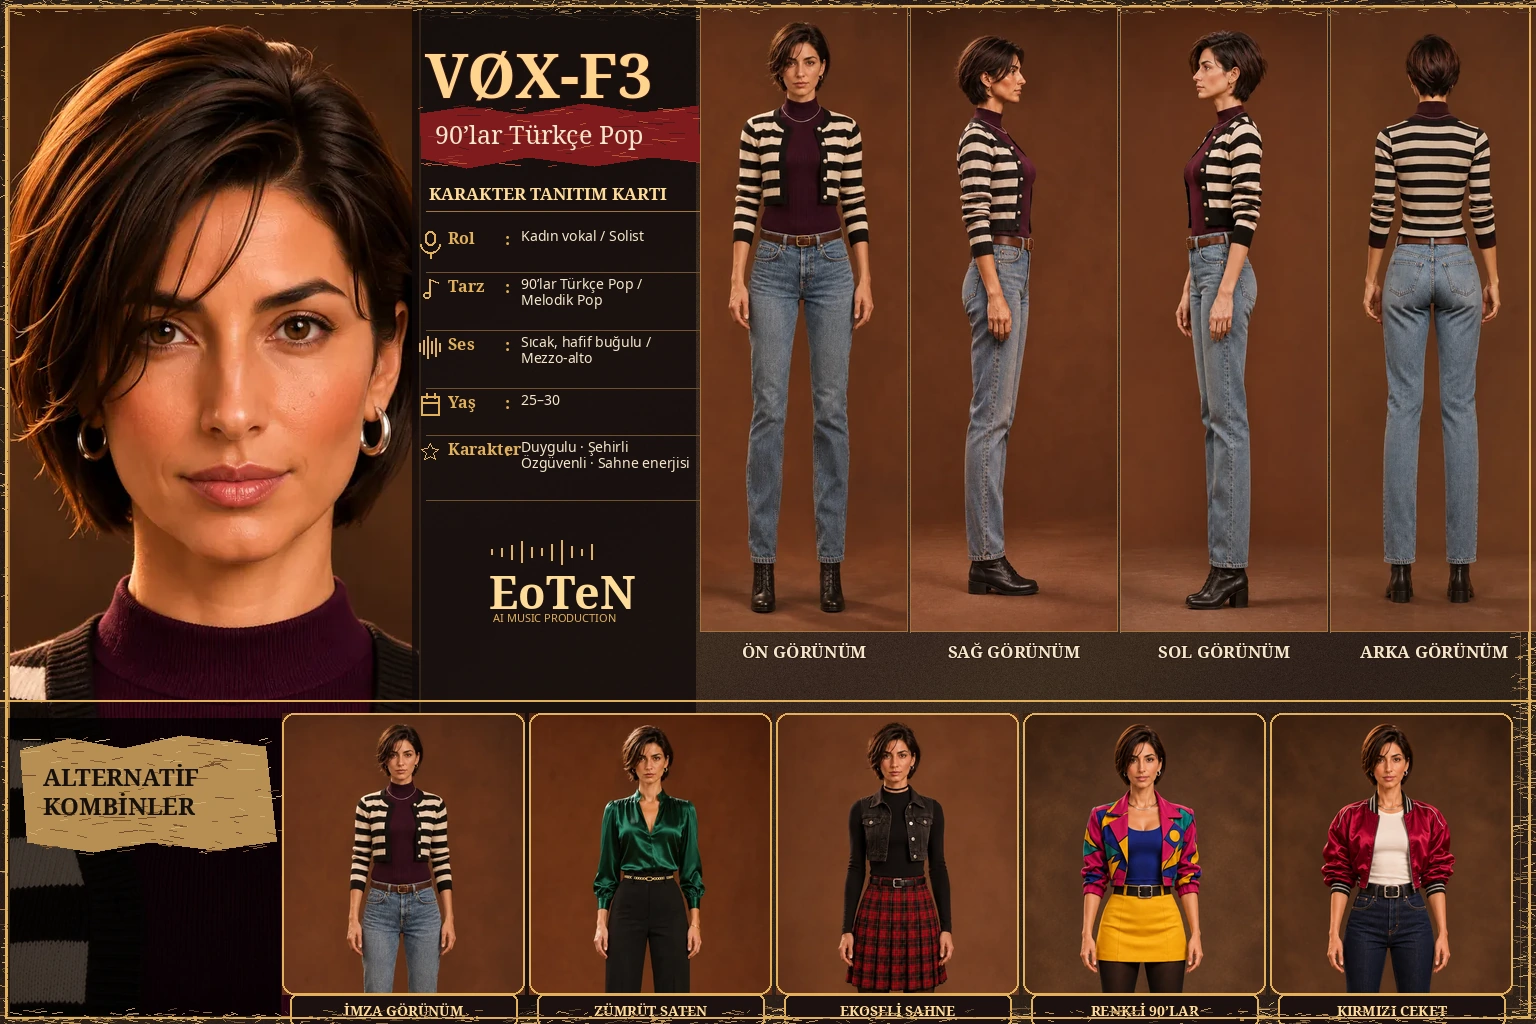 VØX-F3
90’lar Türkçe Pop
KARAKTER TANITIM KARTI
Rol : Kadın vokal / Solist
Tarz : 90’lar Türkçe Pop /
Melodik Pop
Ses : Sıcak, hafif buğulu /
Mezzo-alto
Yaş : 25–30
Karakter : Duygulu · Şehirli
Özgüvenli · Sahne enerjisi
EoTeN
AI MUSIC PRODUCTION
ÖN GÖRÜNÜM
SAĞ GÖRÜNÜM
SOL GÖRÜNÜM
ARKA GÖRÜNÜM
ALTERNATİF
KOMBİNLER
İMZA GÖRÜNÜM
ZÜMRÜT SATEN
EKOSELİ SAHNE
RENKLİ 90’LAR
KIRMIZI CEKET